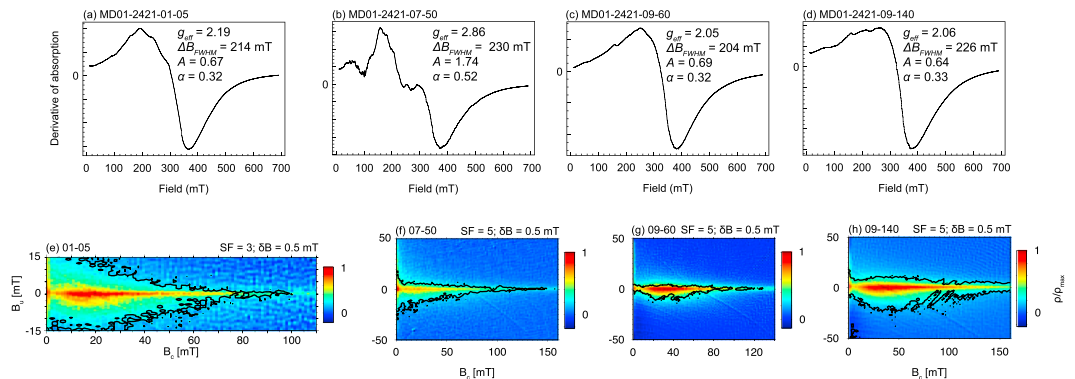 (a) MD01-2421-01-05
(b) MD01-2421-07-50
(c) MD01-2421-09-60
(d) MD01-2421-09-140
g_eff = 2.19
ΔB_FWHM = 214 mT
A = 0.67
α = 0.32
g_eff = 2.86
ΔB_FWHM = 230 mT
A = 1.74
α = 0.52
g_eff = 2.05
ΔB_FWHM = 204 mT
A = 0.69
α = 0.32
g_eff = 2.06
ΔB_FWHM = 226 mT
A = 0.64
α = 0.33
Derivative of absorption
0
0
0
0
0 100 200 300 400 500 600 700
0 100 200 300 400 500 600 700
0 100 200 300 400 500 600 700
0 100 200 300 400 500 600 700
Field (mT)
Field (mT)
Field (mT)
Field (mT)
(e) 01-05 SF = 3; δB = 0.5 mT
(f) 07-50 SF = 5; δB = 0.5 mT
(g) 09-60 SF = 5; δB = 0.5 mT
(h) 09-140 SF = 5; δB = 0.5 mT
B_u [mT]
15
0
-15
0 20 40 60 80 100
B_c [mT]
1
0
50
0
-50
0 50 100 150
B_c [mT]
1
0
50
0
-50
0 40 80 120
1
0
50
0
-50
0 50 100 150
B_c [mT]
1
0
ρ/ρ_max